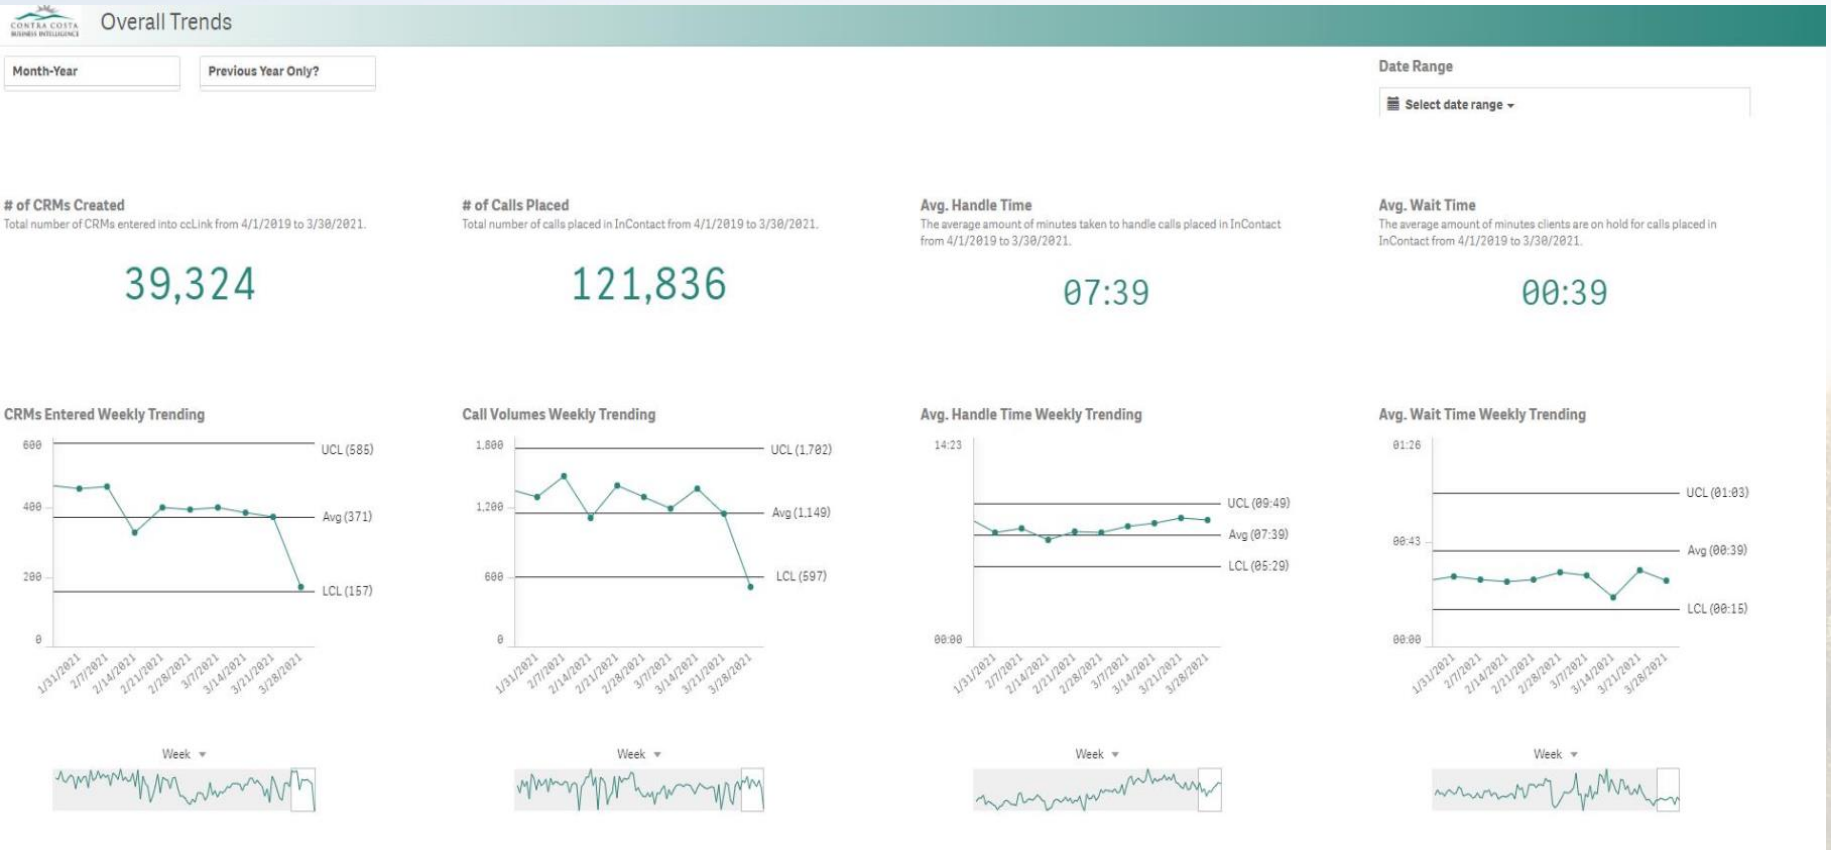 CONTRA COSTA
BUSINESS INTELLIGENCE
Overall Trends
Month-Year
Previous Year Only?
Date Range
Select date range
# of CRMs Created
Total number of CRMs entered into ccLink from 4/1/2019 to 3/30/2021.
39,324
# of Calls Placed
Total number of calls placed in InContact from 4/1/2019 to 3/30/2021.
121,836
Avg. Handle Time
The average amount of minutes taken to handle calls placed in InContact
from 4/1/2019 to 3/30/2021.
07:39
Avg. Wait Time
The average amount of minutes clients are on hold for calls placed in
InContact from 4/1/2019 to 3/30/2021.
00:39
CRMs Entered Weekly Trending
600
400
200
0
UCL (585)
Avg (371)
LCL (157)
1/31/2021
2/7/2021
2/14/2021
2/21/2021
2/28/2021
3/7/2021
3/14/2021
3/21/2021
3/28/2021
Week
Call Volumes Weekly Trending
1,800
1,200
600
0
UCL (1,702)
Avg (1,149)
LCL (597)
1/31/2021
2/7/2021
2/14/2021
2/21/2021
2/28/2021
3/7/2021
3/14/2021
3/21/2021
3/28/2021
Week
Avg. Handle Time Weekly Trending
14:23
00:00
UCL (09:49)
Avg (07:39)
LCL (05:29)
1/31/2021
2/7/2021
2/14/2021
2/21/2021
2/28/2021
3/7/2021
3/14/2021
3/21/2021
3/28/2021
Week
Avg. Wait Time Weekly Trending
01:26
00:43
00:00
UCL (01:03)
Avg (00:39)
LCL (00:15)
1/31/2021
2/7/2021
2/14/2021
2/21/2021
2/28/2021
3/7/2021
3/14/2021
3/21/2021
3/28/2021
Week